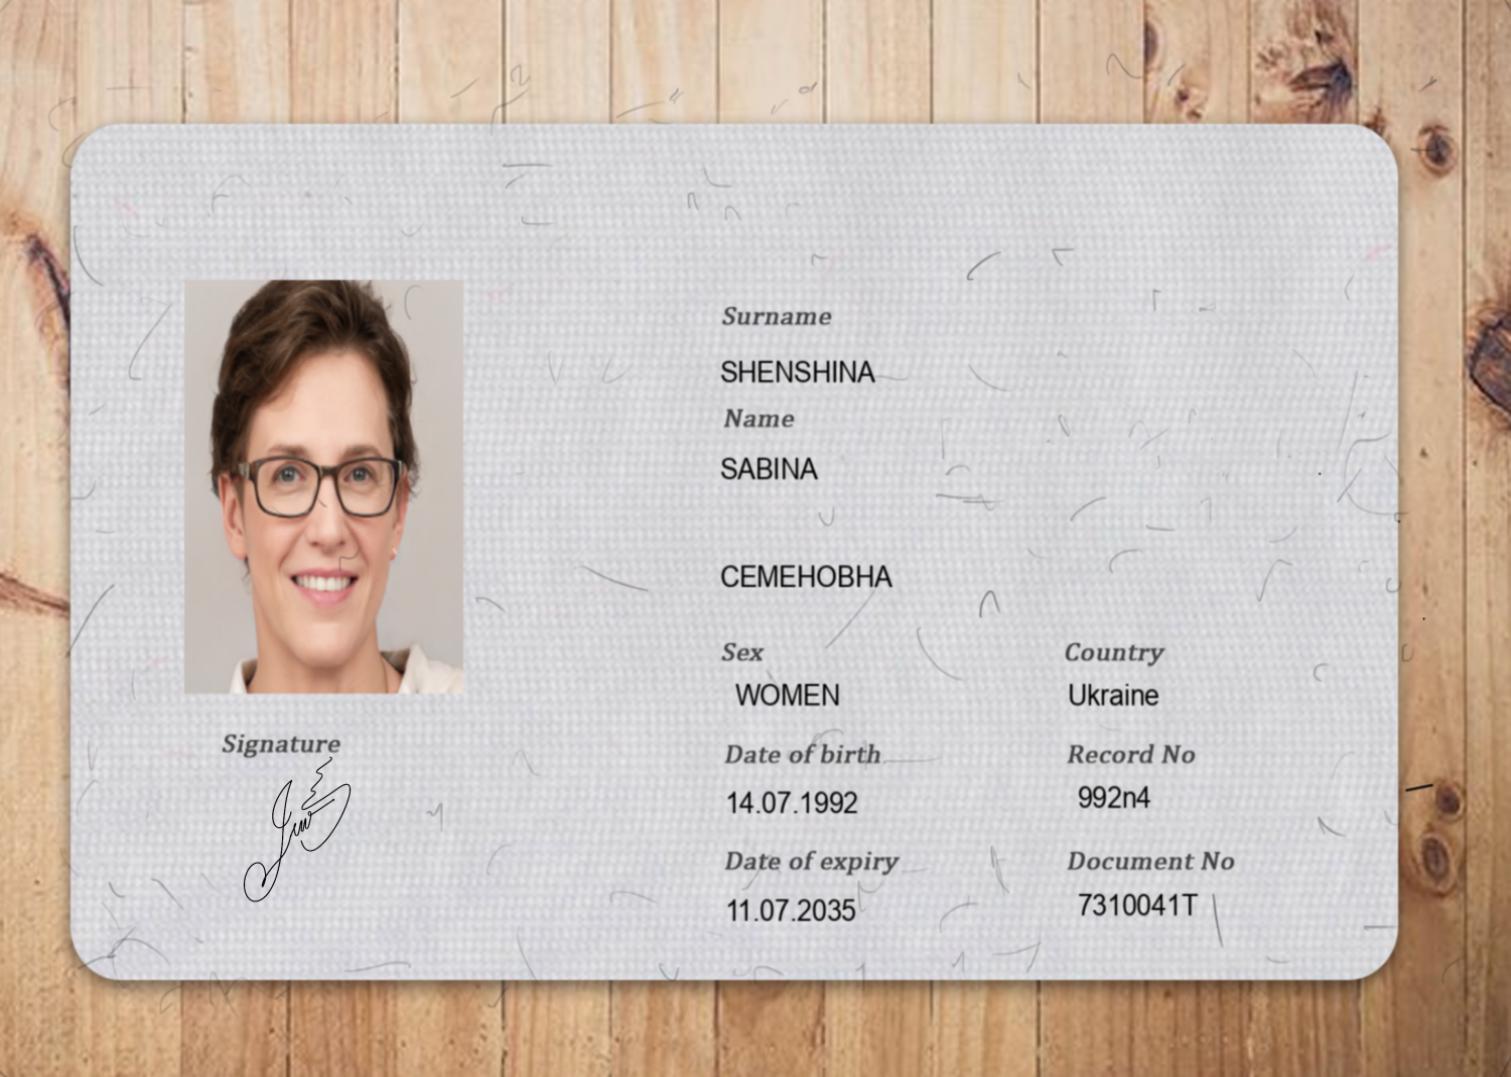 Surname
SHENSHINA
Name
SABINA
CEMEHOBHA
Sex
Country
WOMEN
Ukraine
Date of birth
Record No
14.07.1992
992n4
Date of expiry
Document No
11.07.2035
7310041T
Signature